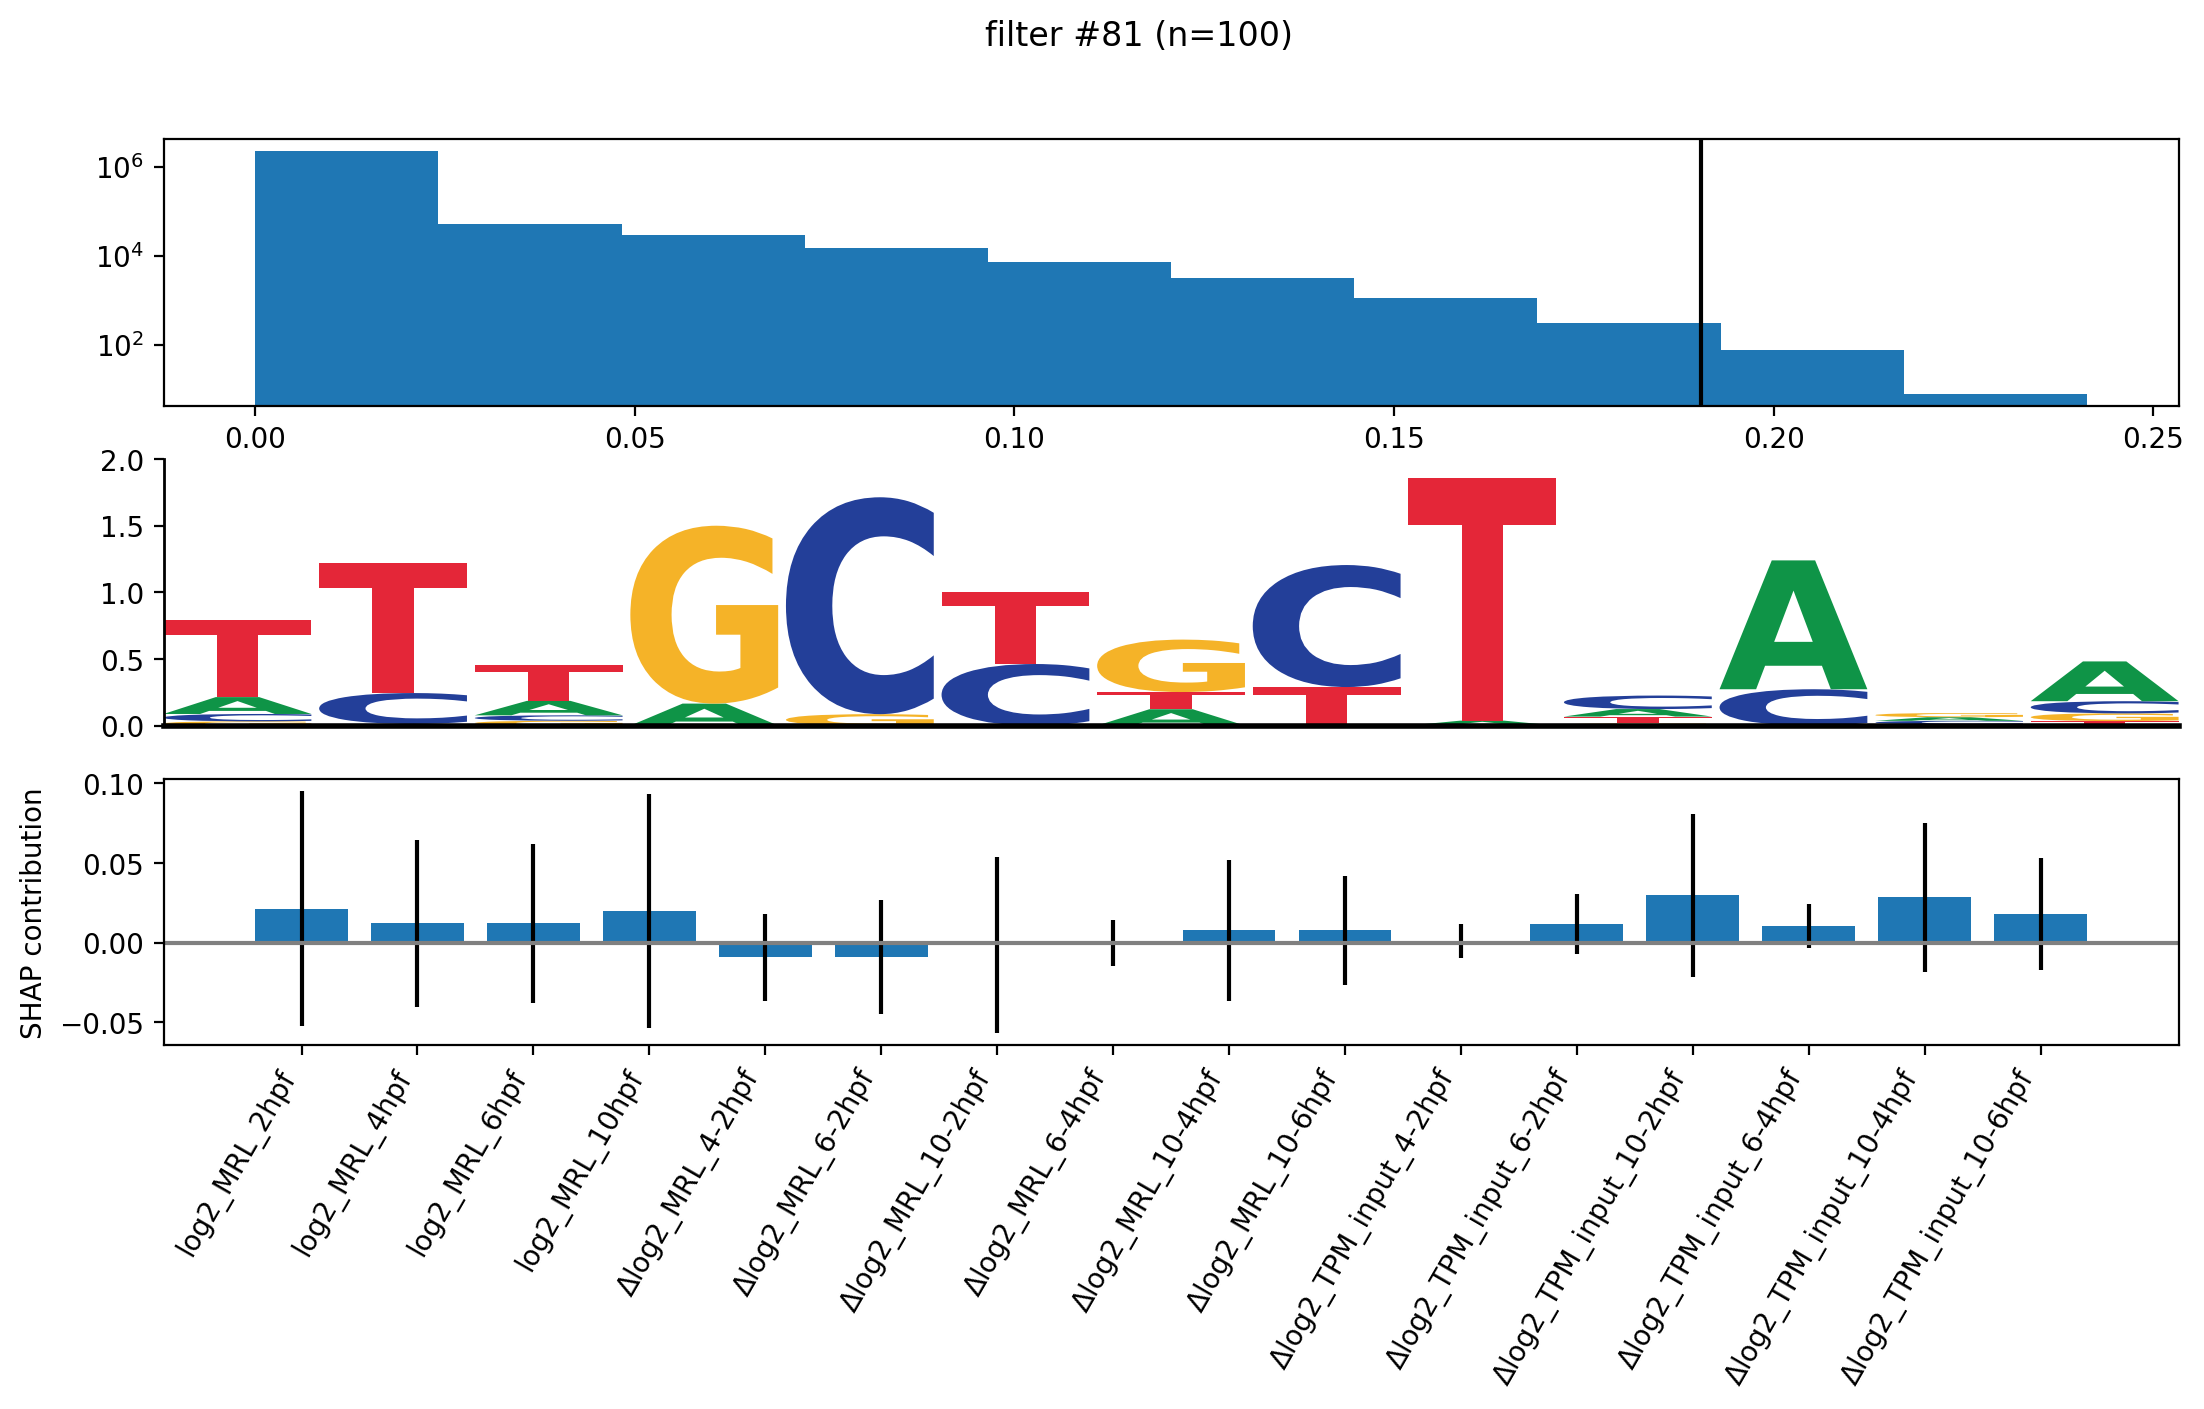 filter #81 (n=100)
10^6
10^4
10^2
0.00 0.05 0.10 0.15 0.20 0.25
2.0
1.5
1.0
0.5
0.0
TTTGCTGCTCAGA
0.10
0.05
0.00
−0.05
SHAP contribution
log2_MRL_2hpf
log2_MRL_4hpf
log2_MRL_6hpf
log2_MRL_10hpf
Δlog2_MRL_4-2hpf
Δlog2_MRL_6-2hpf
Δlog2_MRL_10-2hpf
Δlog2_MRL_6-4hpf
Δlog2_MRL_10-4hpf
Δlog2_MRL_10-6hpf
Δlog2_TPM_input_4-2hpf
Δlog2_TPM_input_6-2hpf
Δlog2_TPM_input_10-2hpf
Δlog2_TPM_input_6-4hpf
Δlog2_TPM_input_10-4hpf
Δlog2_TPM_input_10-6hpf